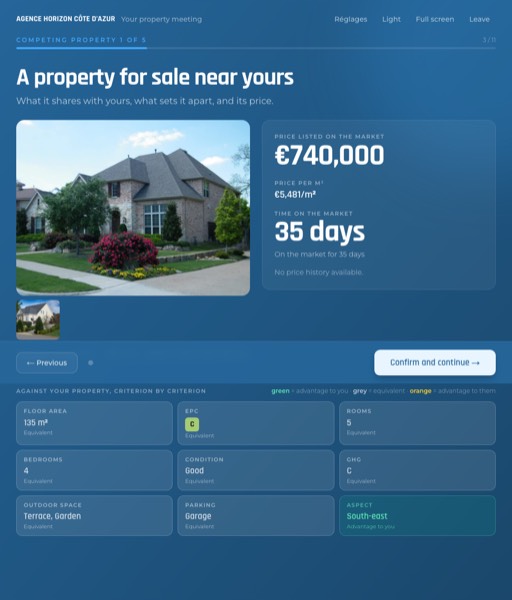 AGENCE HORIZON CÔTE D'AZUR Your property meeting Réglages Light Full screen Leave
COMPETING PROPERTY 1 OF 5 3 / 11
A property for sale near yours
What it shares with yours, what sets it apart, and its price.
PRICE LISTED ON THE MARKET
€740,000
PRICE PER M²
€5,481/m²
TIME ON THE MARKET
35 days
On the market for 35 days
No price history available.
← Previous Confirm and continue →
AGAINST YOUR PROPERTY, CRITERION BY CRITERION green = advantage to you · grey = equivalent · orange = advantage to them
FLOOR AREA
135 m²
Equivalent
EPC
C
Equivalent
ROOMS
5
Equivalent
BEDROOMS
4
Equivalent
CONDITION
Good
Equivalent
GHG
C
Equivalent
OUTDOOR SPACE
Terrace, Garden
Equivalent
PARKING
Garage
Equivalent
ASPECT
South-east
Advantage to you